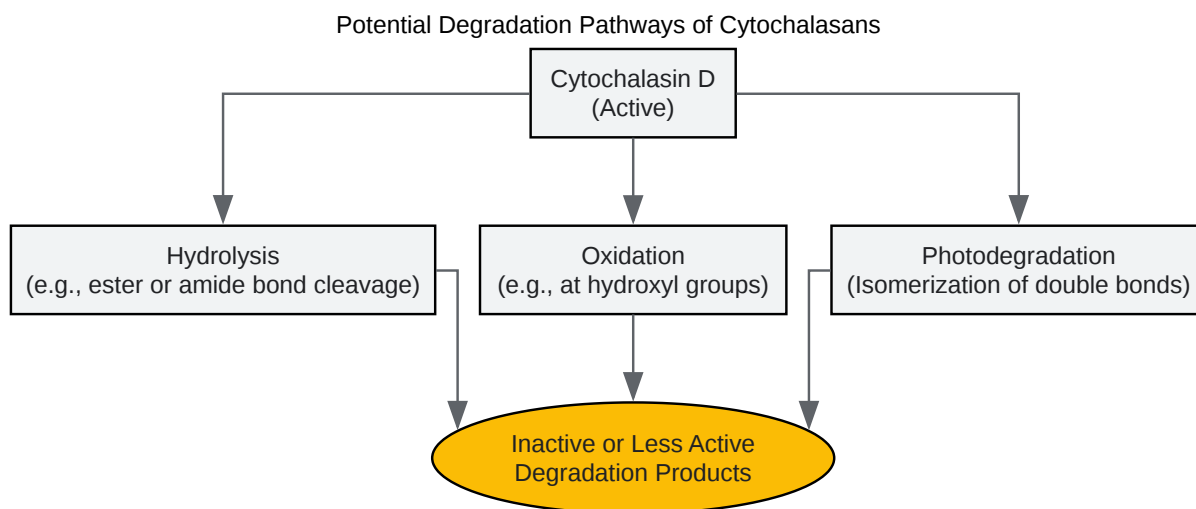 Potential Degradation Pathways of Cytochalasans
Cytochalasin D
(Active)
Hydrolysis
(e.g., ester or amide bond cleavage)
Oxidation
(e.g., at hydroxyl groups)
Photodegradation
(Isomerization of double bonds)
Inactive or Less Active
Degradation Products